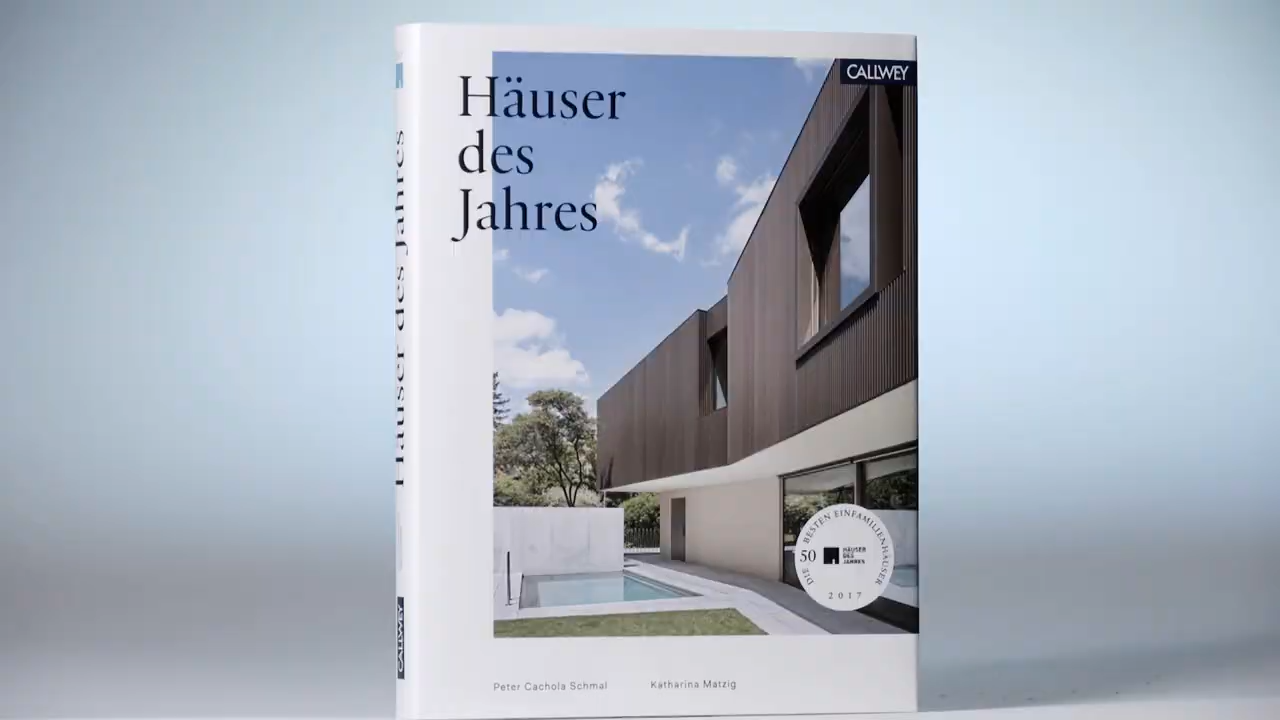 Häuser
des
Jahres
CALLWEY
Häuser des Jahres
CALLWEY
DIE 50 BESTEN EINFAMILIENHÄUSER
HÄUSER
DES
JAHRES
2017
Peter Cachola Schmal Katharina Matzig